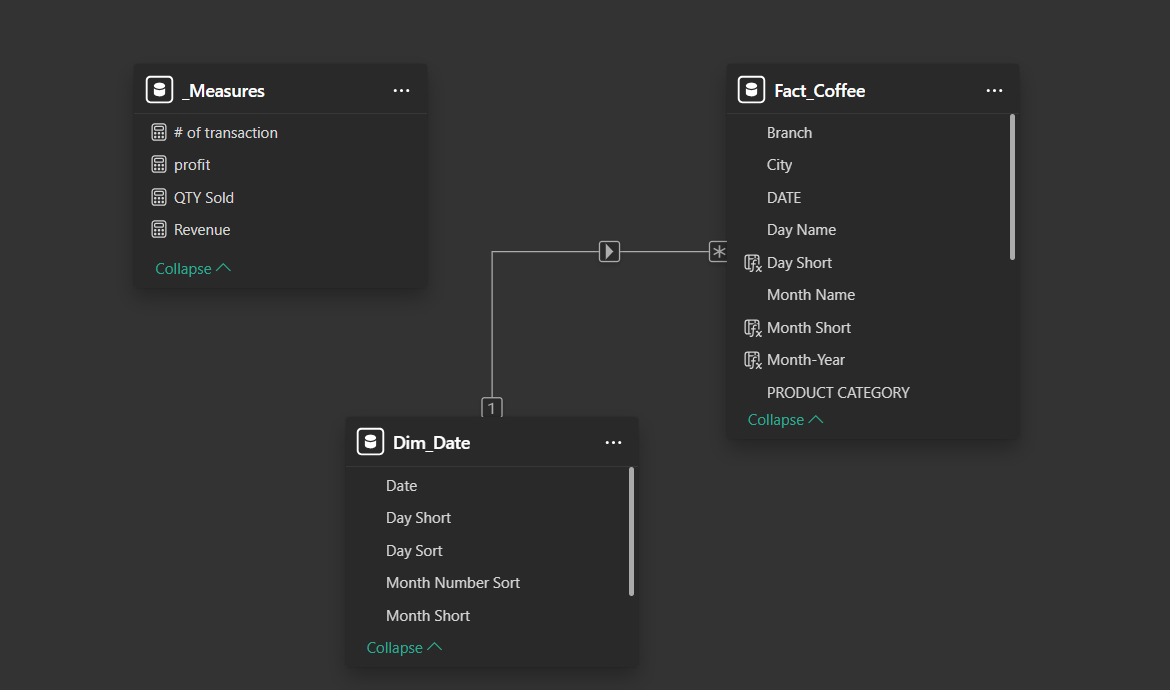 _Measures
# of transaction
profit
QTY Sold
Revenue
Collapse
Fact_Coffee
Branch
City
DATE
Day Name
Day Short
Month Name
Month Short
Month-Year
PRODUCT CATEGORY
Collapse
*
1
Dim_Date
Date
Day Short
Day Sort
Month Number Sort
Month Short
Collapse